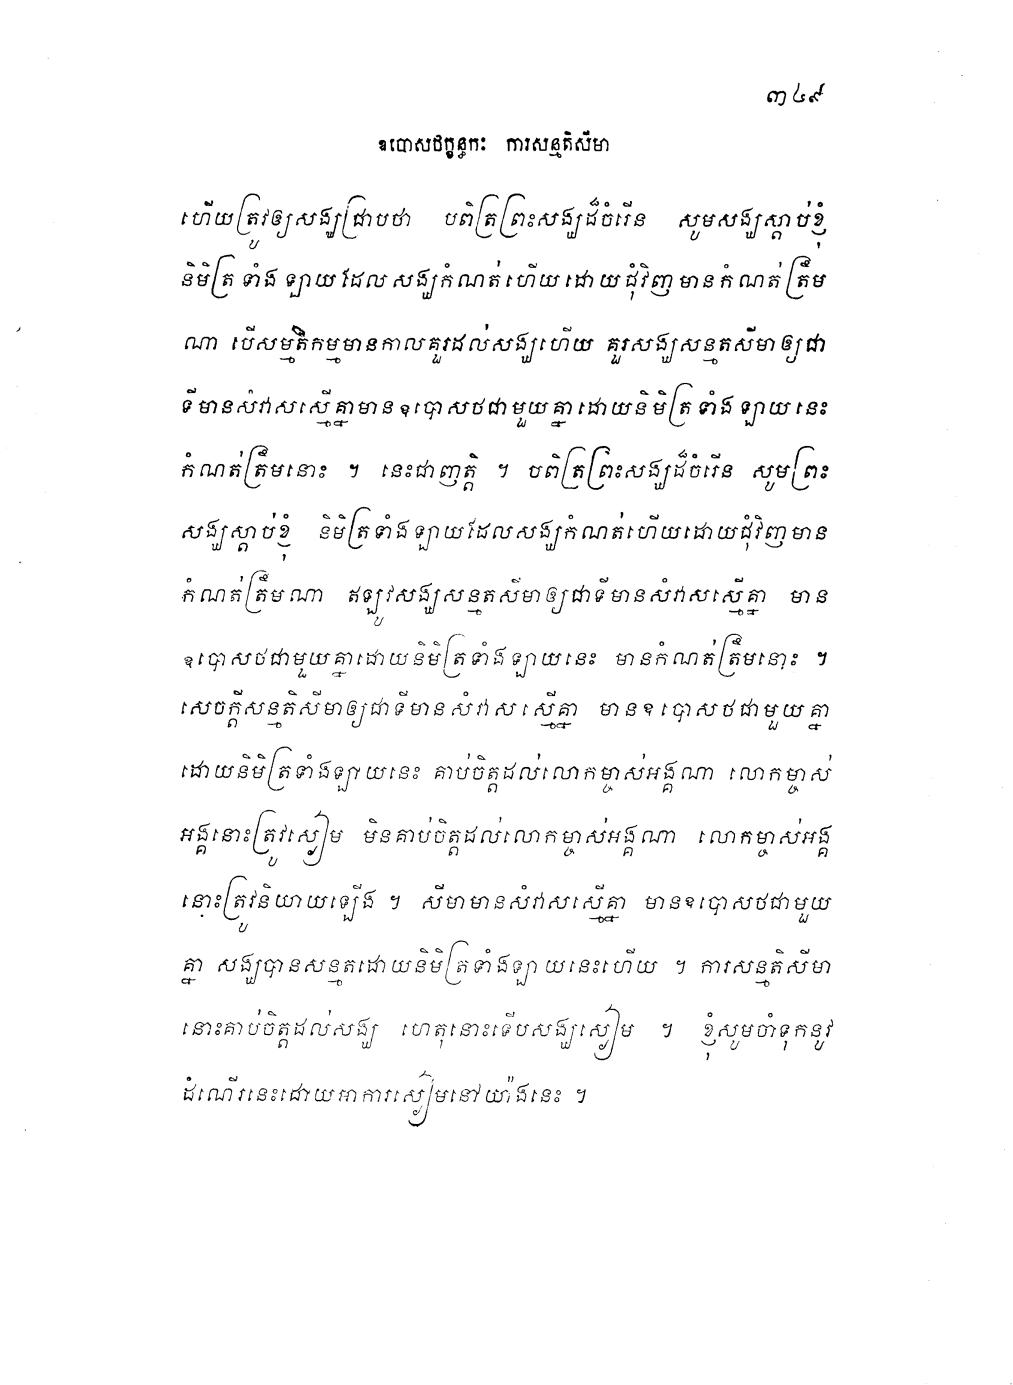 ៣៤៩
ឧបោសថក្ខន្ធកៈ ការសន្មតិសីមា
ហើយត្រូវឲ្យសង្ឃជ្រាបថា បពិត្រព្រះសង្ឃដ៏ចំរើន សូមសង្ឃស្តាប់ខ្ញុំ
និមិត្រទាំងឡាយដែលសង្ឃកំណត់ហើយដោយជុំវិញមានកំណត់ត្រឹម
ណា បើសម្មតិកម្មមានកាលគួរដល់សង្ឃហើយ គួរសង្ឃសន្មតសីមាឲ្យជា
ទីមានសំវាសស្មើគ្នាមានឧបោសថជាមួយគ្នាដោយនិមិត្រទាំងឡាយនេះ
កំណត់ត្រឹមនោះ ។ នេះជាញត្តិ ។ បពិត្រព្រះសង្ឃដ៏ចំរើន សូមព្រះ
សង្ឃស្តាប់ខ្ញុំ និមិត្រទាំងឡាយដែលសង្ឃកំណត់ហើយដោយជុំវិញមាន
កំណត់ត្រឹមណា ឥឡូវសង្ឃសន្មតសីមាឲ្យជាទីមានសំវាសស្មើគ្នា មាន
ឧបោសថជាមួយគ្នាដោយនិមិត្រទាំងឡាយនេះ មានកំណត់ត្រឹមនោះ ។
សេចក្តីសន្មតិសីមាឲ្យជាទីមានសំវាសស្មើគ្នា មានឧបោសថជាមួយគ្នា
ដោយនិមិត្រទាំងឡាយនេះ គាប់ចិត្តដល់លោកម្ចាស់អង្គណា លោកម្ចាស់
អង្គនោះត្រូវស្ងៀម មិនគាប់ចិត្តដល់លោកម្ចាស់អង្គណា លោកម្ចាស់អង្គ
នោះត្រូវនិយាយឡើង ។ សីមាមានសំវាសស្មើគ្នា មានឧបោសថជាមួយ
គ្នា សង្ឃបានសន្មតដោយនិមិត្រទាំងឡាយនេះហើយ ។ ការសន្មតិសីមា
នោះគាប់ចិត្តដល់សង្ឃ ហេតុនោះទើបសង្ឃស្ងៀម ។ ខ្ញុំសូមចាំទុកនូវ
ដំណើរនេះដោយអាការស្ងៀមនៅយ៉ាងនេះ ។